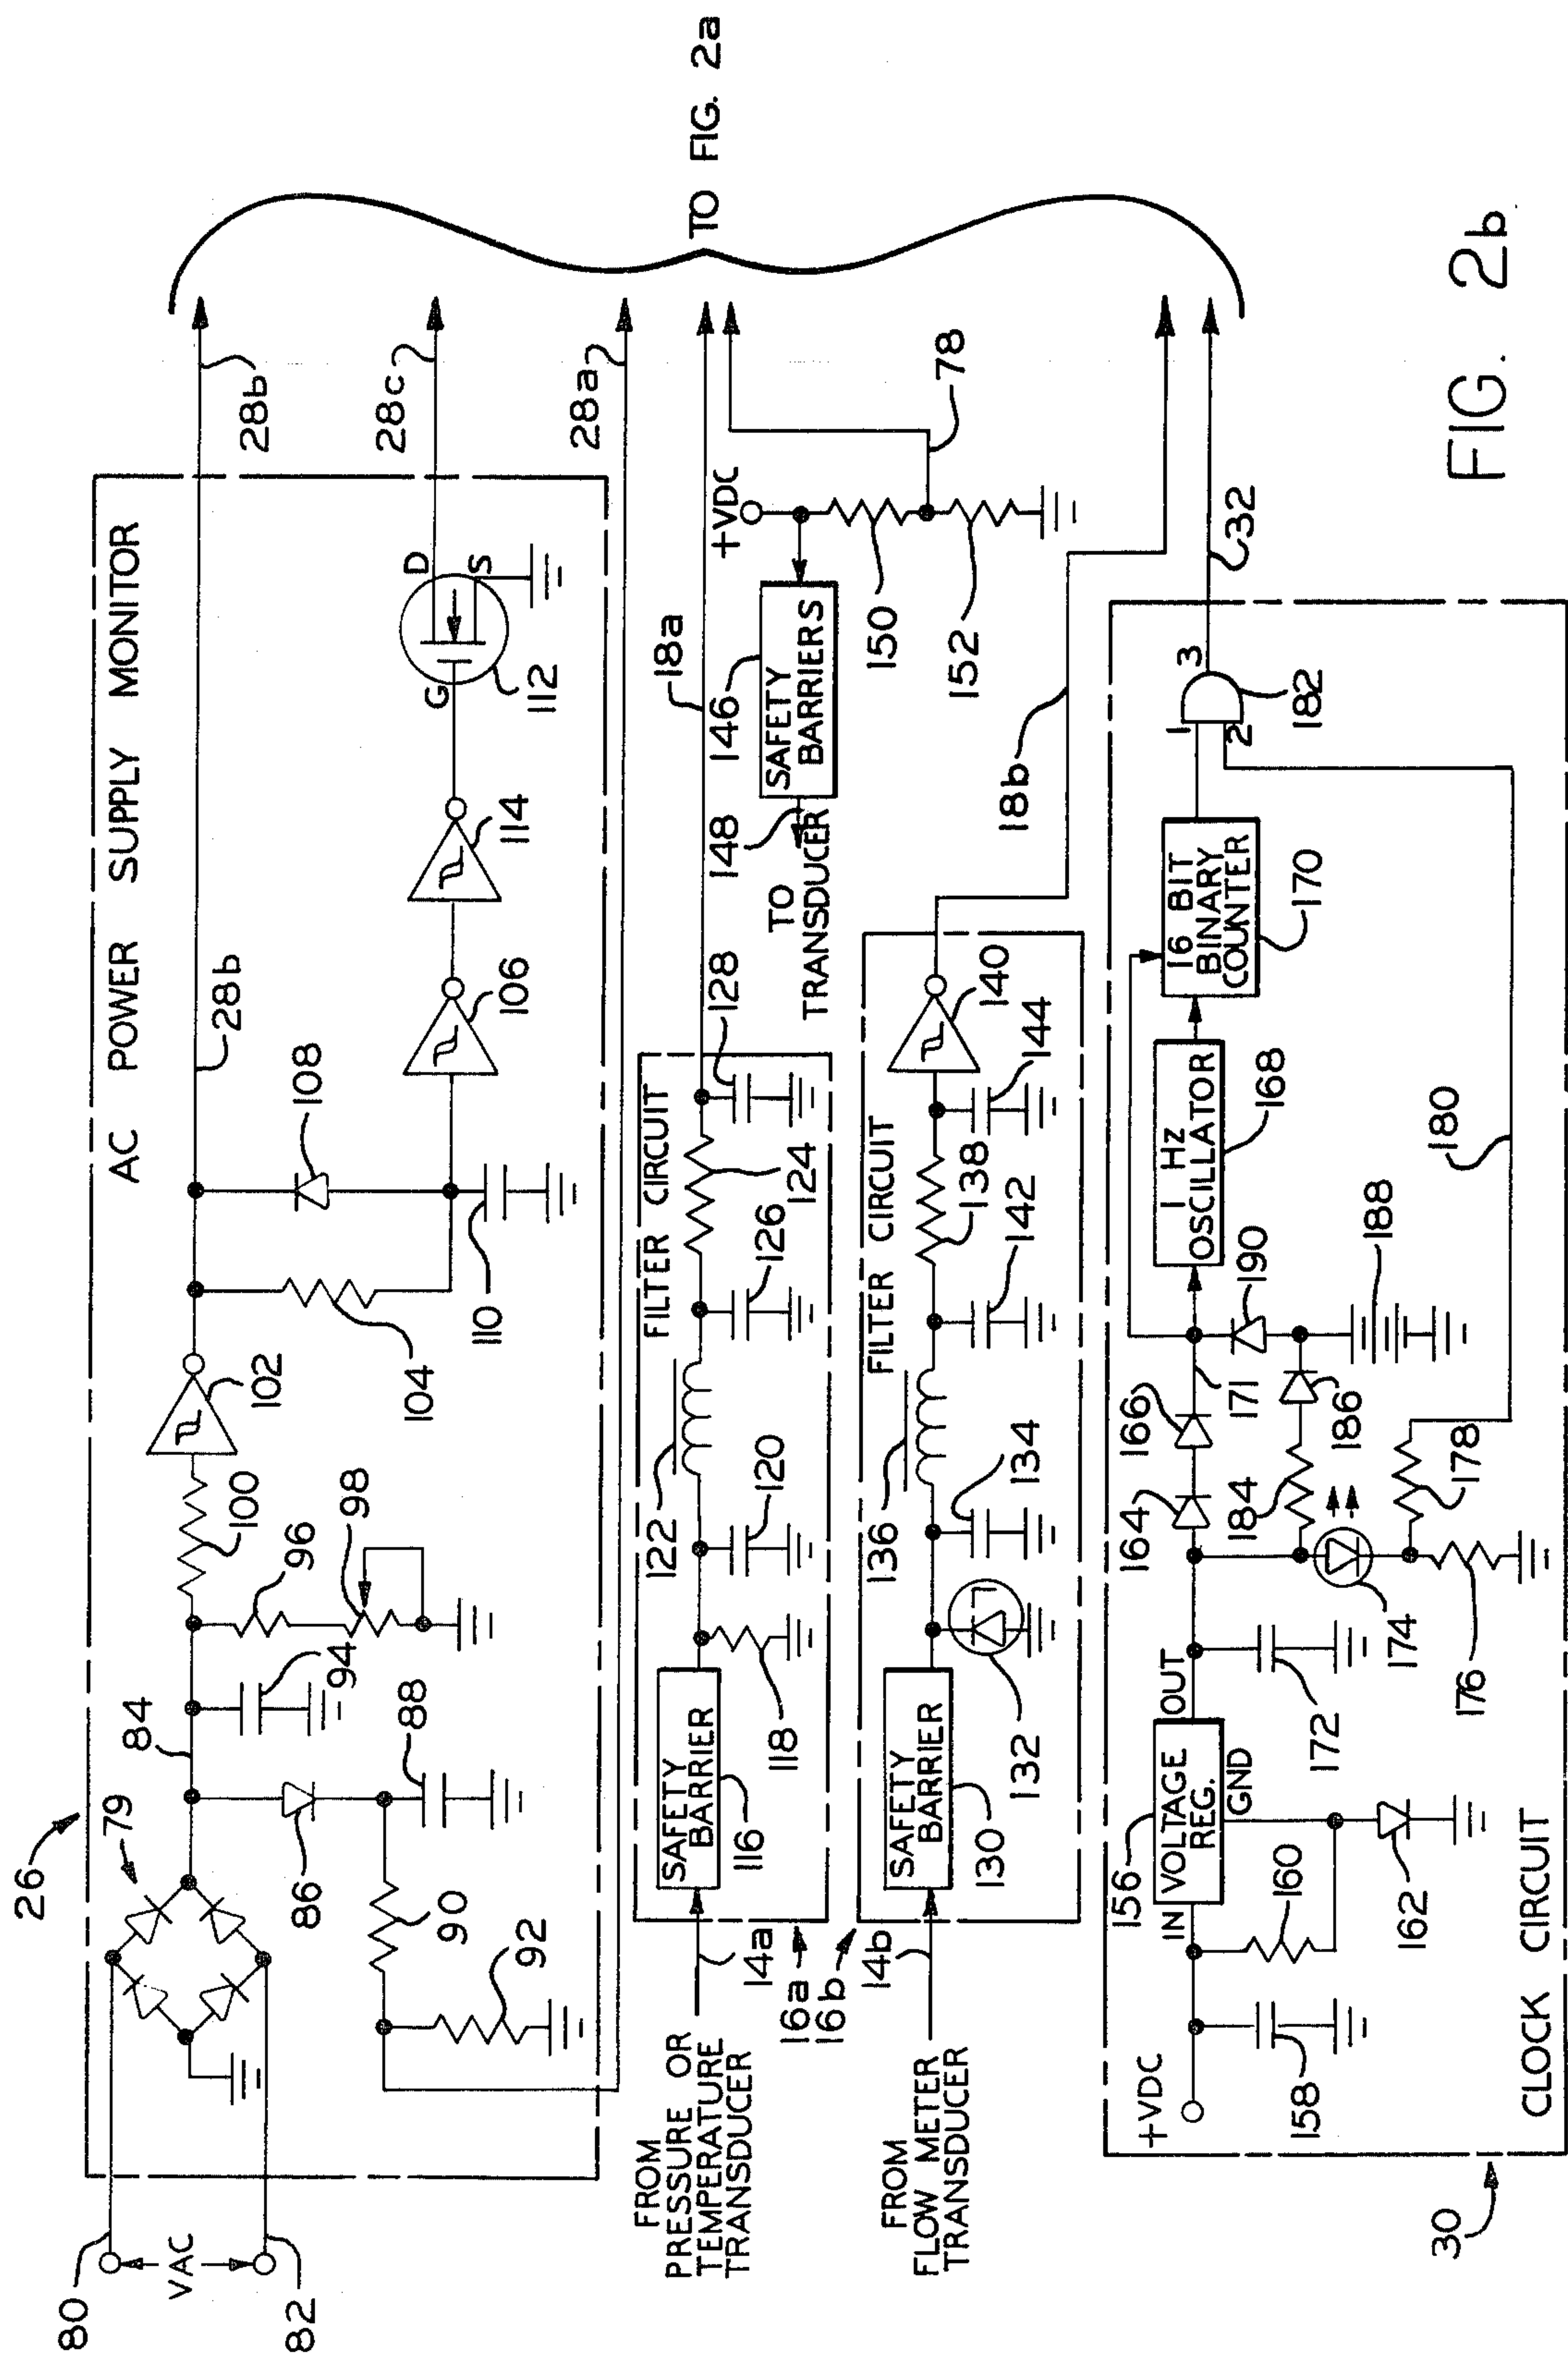 26
AC POWER SUPPLY MONITOR
80
VAC
82
79
84
86
88
90
92
94
96
98
100
102
104
28b
108
110
106
114
G
D
S
112
28b
28c
28a
TO FIG. 2a
FROM
PRESSURE OR
TEMPERATURE
TRANSDUCER
14a
16a
SAFETY
BARRIER
116
118
120
122
FILTER CIRCUIT
126
124
128
18a
148
TO
TRANSDUCER
146
SAFETY
BARRIERS
+VDC
150
152
78
FROM
FLOW METER
TRANSDUCER
14b
16b
SAFETY
BARRIER
130
132
134
136
FILTER CIRCUIT
142
138
144
140
18b
30
CLOCK CIRCUIT
+VDC
158
156
IN
VOLTAGE
REG.
OUT
GND
160
162
172
164
166
171
174
176
178
184
186
188
190
1 Hz
OSCILLATOR
168
16 BIT
BINARY
COUNTER
170
180
1
2
3
182
32
FIG. 2b